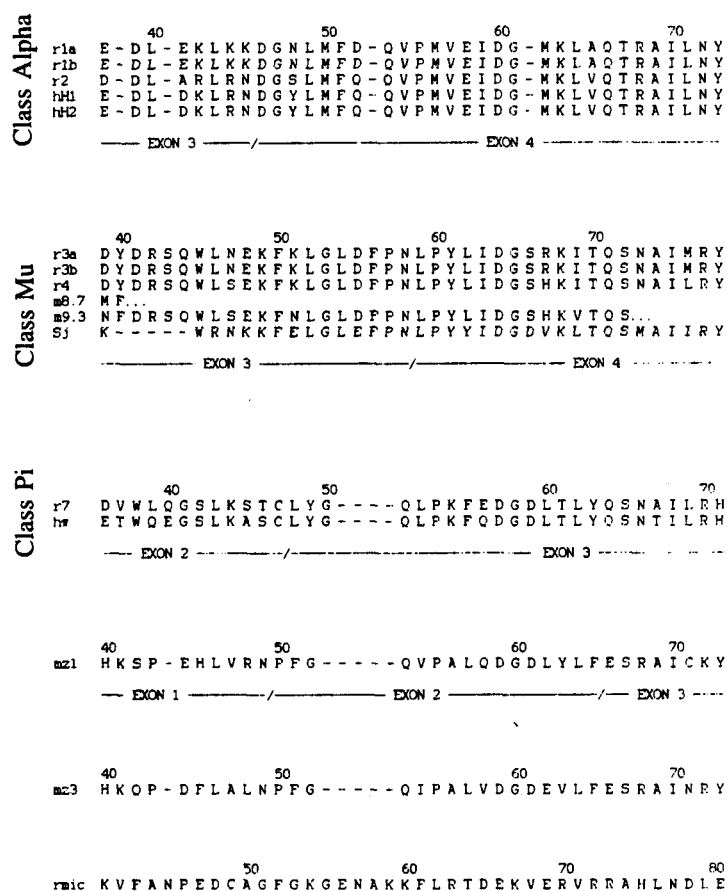 Class Alpha
40 50 60 70
r1a E - D L - E K L K K D G N L M F D - Q V P M V E I D G - M K L A Q T R A I L N Y
r1b E - D L - E K L K K D G N L M F D - Q V P M V E I D G - M K L A Q T R A I L N Y
r2 D - D L - A R L R N D G S L M F Q - Q V P M V E I D G - M K L V Q T R A I L N Y
hH1 E - D L - D K L R N D G Y L M F Q - Q V P M V E I D G - M K L V Q T R A I L N Y
hH2 E - D L - D K L R N D G Y L M F Q - Q V P M V E I D G - M K L V Q T R A I L N Y
EXON 3 / EXON 4
Class Mu
40 50 60 70
r3a D Y D R S Q W L N E K F K L G L D F P N L P Y L I D G S R K I T Q S N A I M R Y
r3b D Y D R S Q W L N E K F K L G L D F P N L P Y L I D G S R K I T Q S N A I M R Y
r4 D Y D R S Q W L S E K F K L G L D F P N L P Y L I D G S H K I T Q S N A I L R Y
m8.7 M F...
m9.3 N F D R S Q W L S E K F N L G L D F P N L P Y L I D G S H K V T Q S...
Sj K - - - - - W R N K K F E L G L E F P N L P Y Y I D G D V K L T Q S M A I I R Y
EXON 3 / EXON 4
Class Pi
40 50 60 70
r7 D V W L Q G S L K S T C L Y G - - - - Q L P K F E D G D L T L Y Q S N A I L R H
hπ E T W Q E G S L K A S C L Y G - - - - Q L P K F Q D G D L T L Y Q S N T I L R H
EXON 2 / EXON 3
40 50 60 70
mz1 H K S P - E H L V R N P F G - - - - - Q V P A L Q D G D L Y L F E S R A I C K Y
EXON 1 / EXON 2 / EXON 3
40 50 60 70
mz3 H K Q P - D F L A L N P F G - - - - - Q I P A L V D G D E V L F E S R A I N R Y
50 60 70 80
rmic K V F A N P E D C A G F G K G E N A K K F L R T D E K V E R V R R A H L N D L E